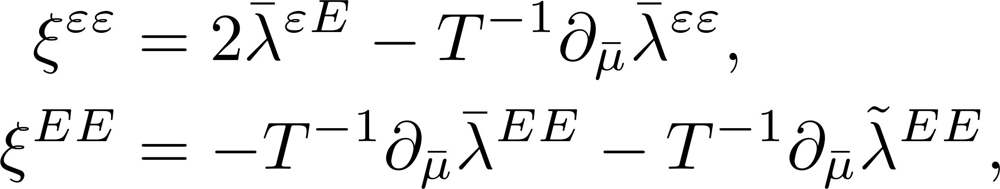 \xi^{\varepsilon\varepsilon} = 2\bar{\lambda}^{\varepsilon E} - T^{-1}\partial_{\bar{\mu}}\bar{\lambda}^{\varepsilon\varepsilon},
\xi^{EE} = -T^{-1}\partial_{\bar{\mu}}\bar{\lambda}^{EE} - T^{-1}\partial_{\bar{\mu}}\tilde{\lambda}^{EE},